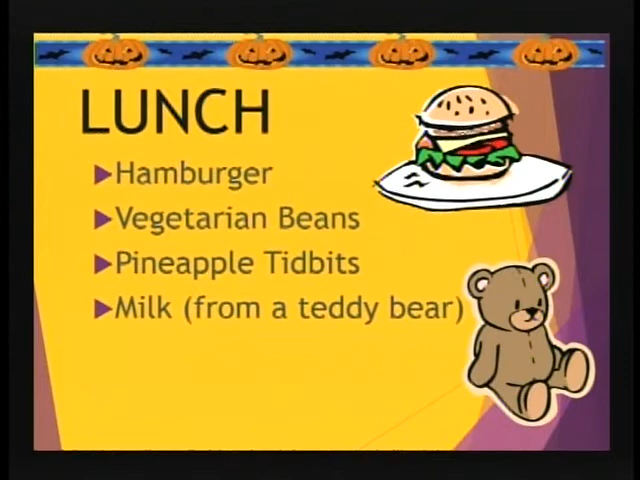 LUNCH
Hamburger
Vegetarian Beans
Pineapple Tidbits
Milk (from a teddy bear)